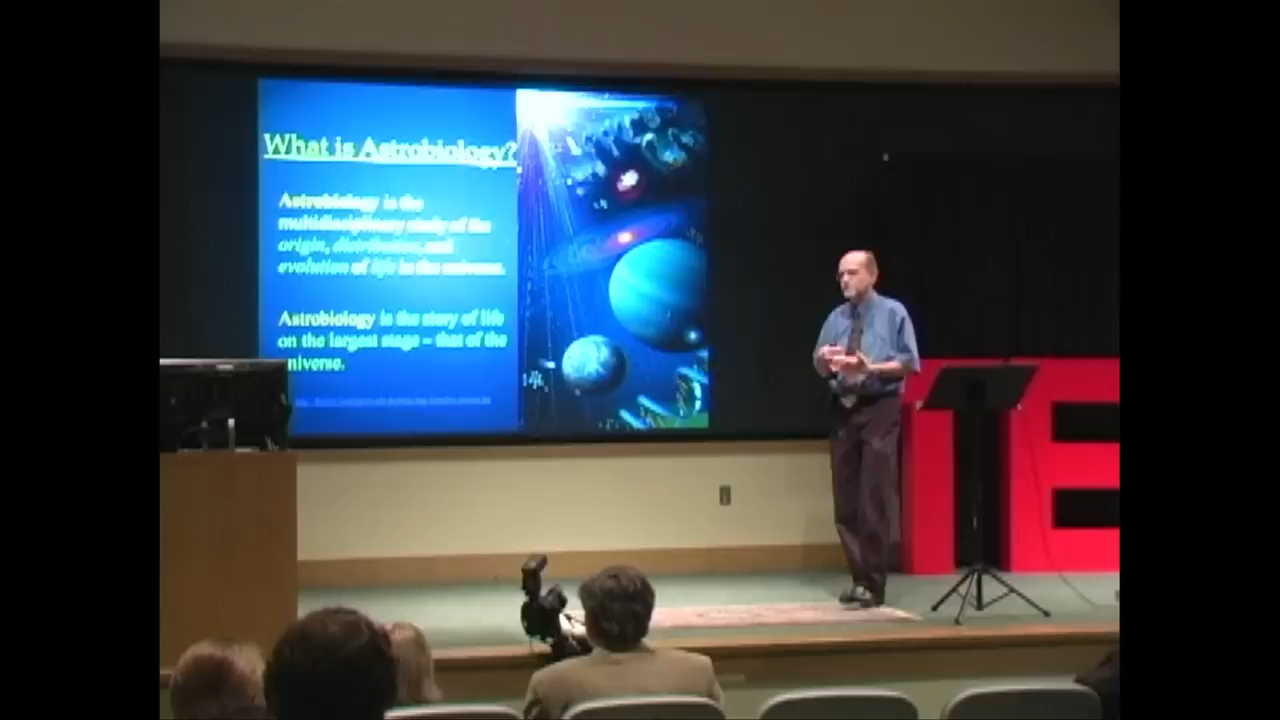 What is Astrobiology?
Astrobiology is the
multidisciplinary study of the
origin, distribution, and
evolution of life in the universe.
Astrobiology is the story of life
on the largest stage – that of the
universe.
TE